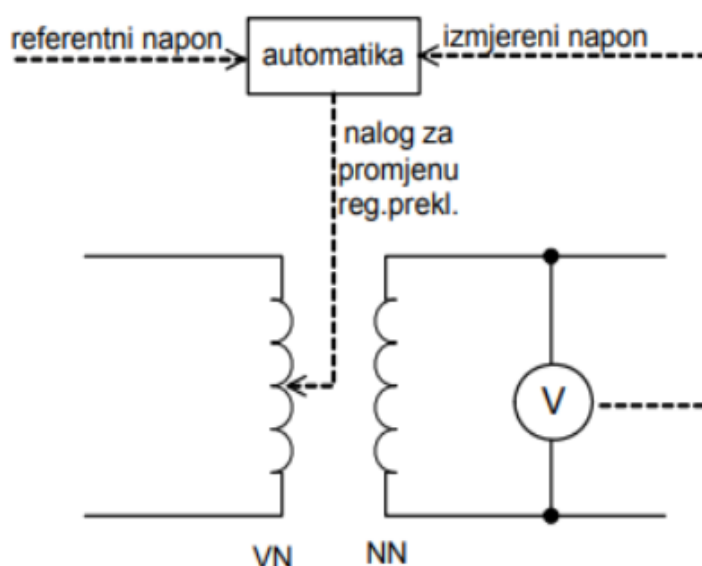 referentni napon
automatika
izmjereni napon
nalog za
promjenu
reg.prekl.
V
VN
NN